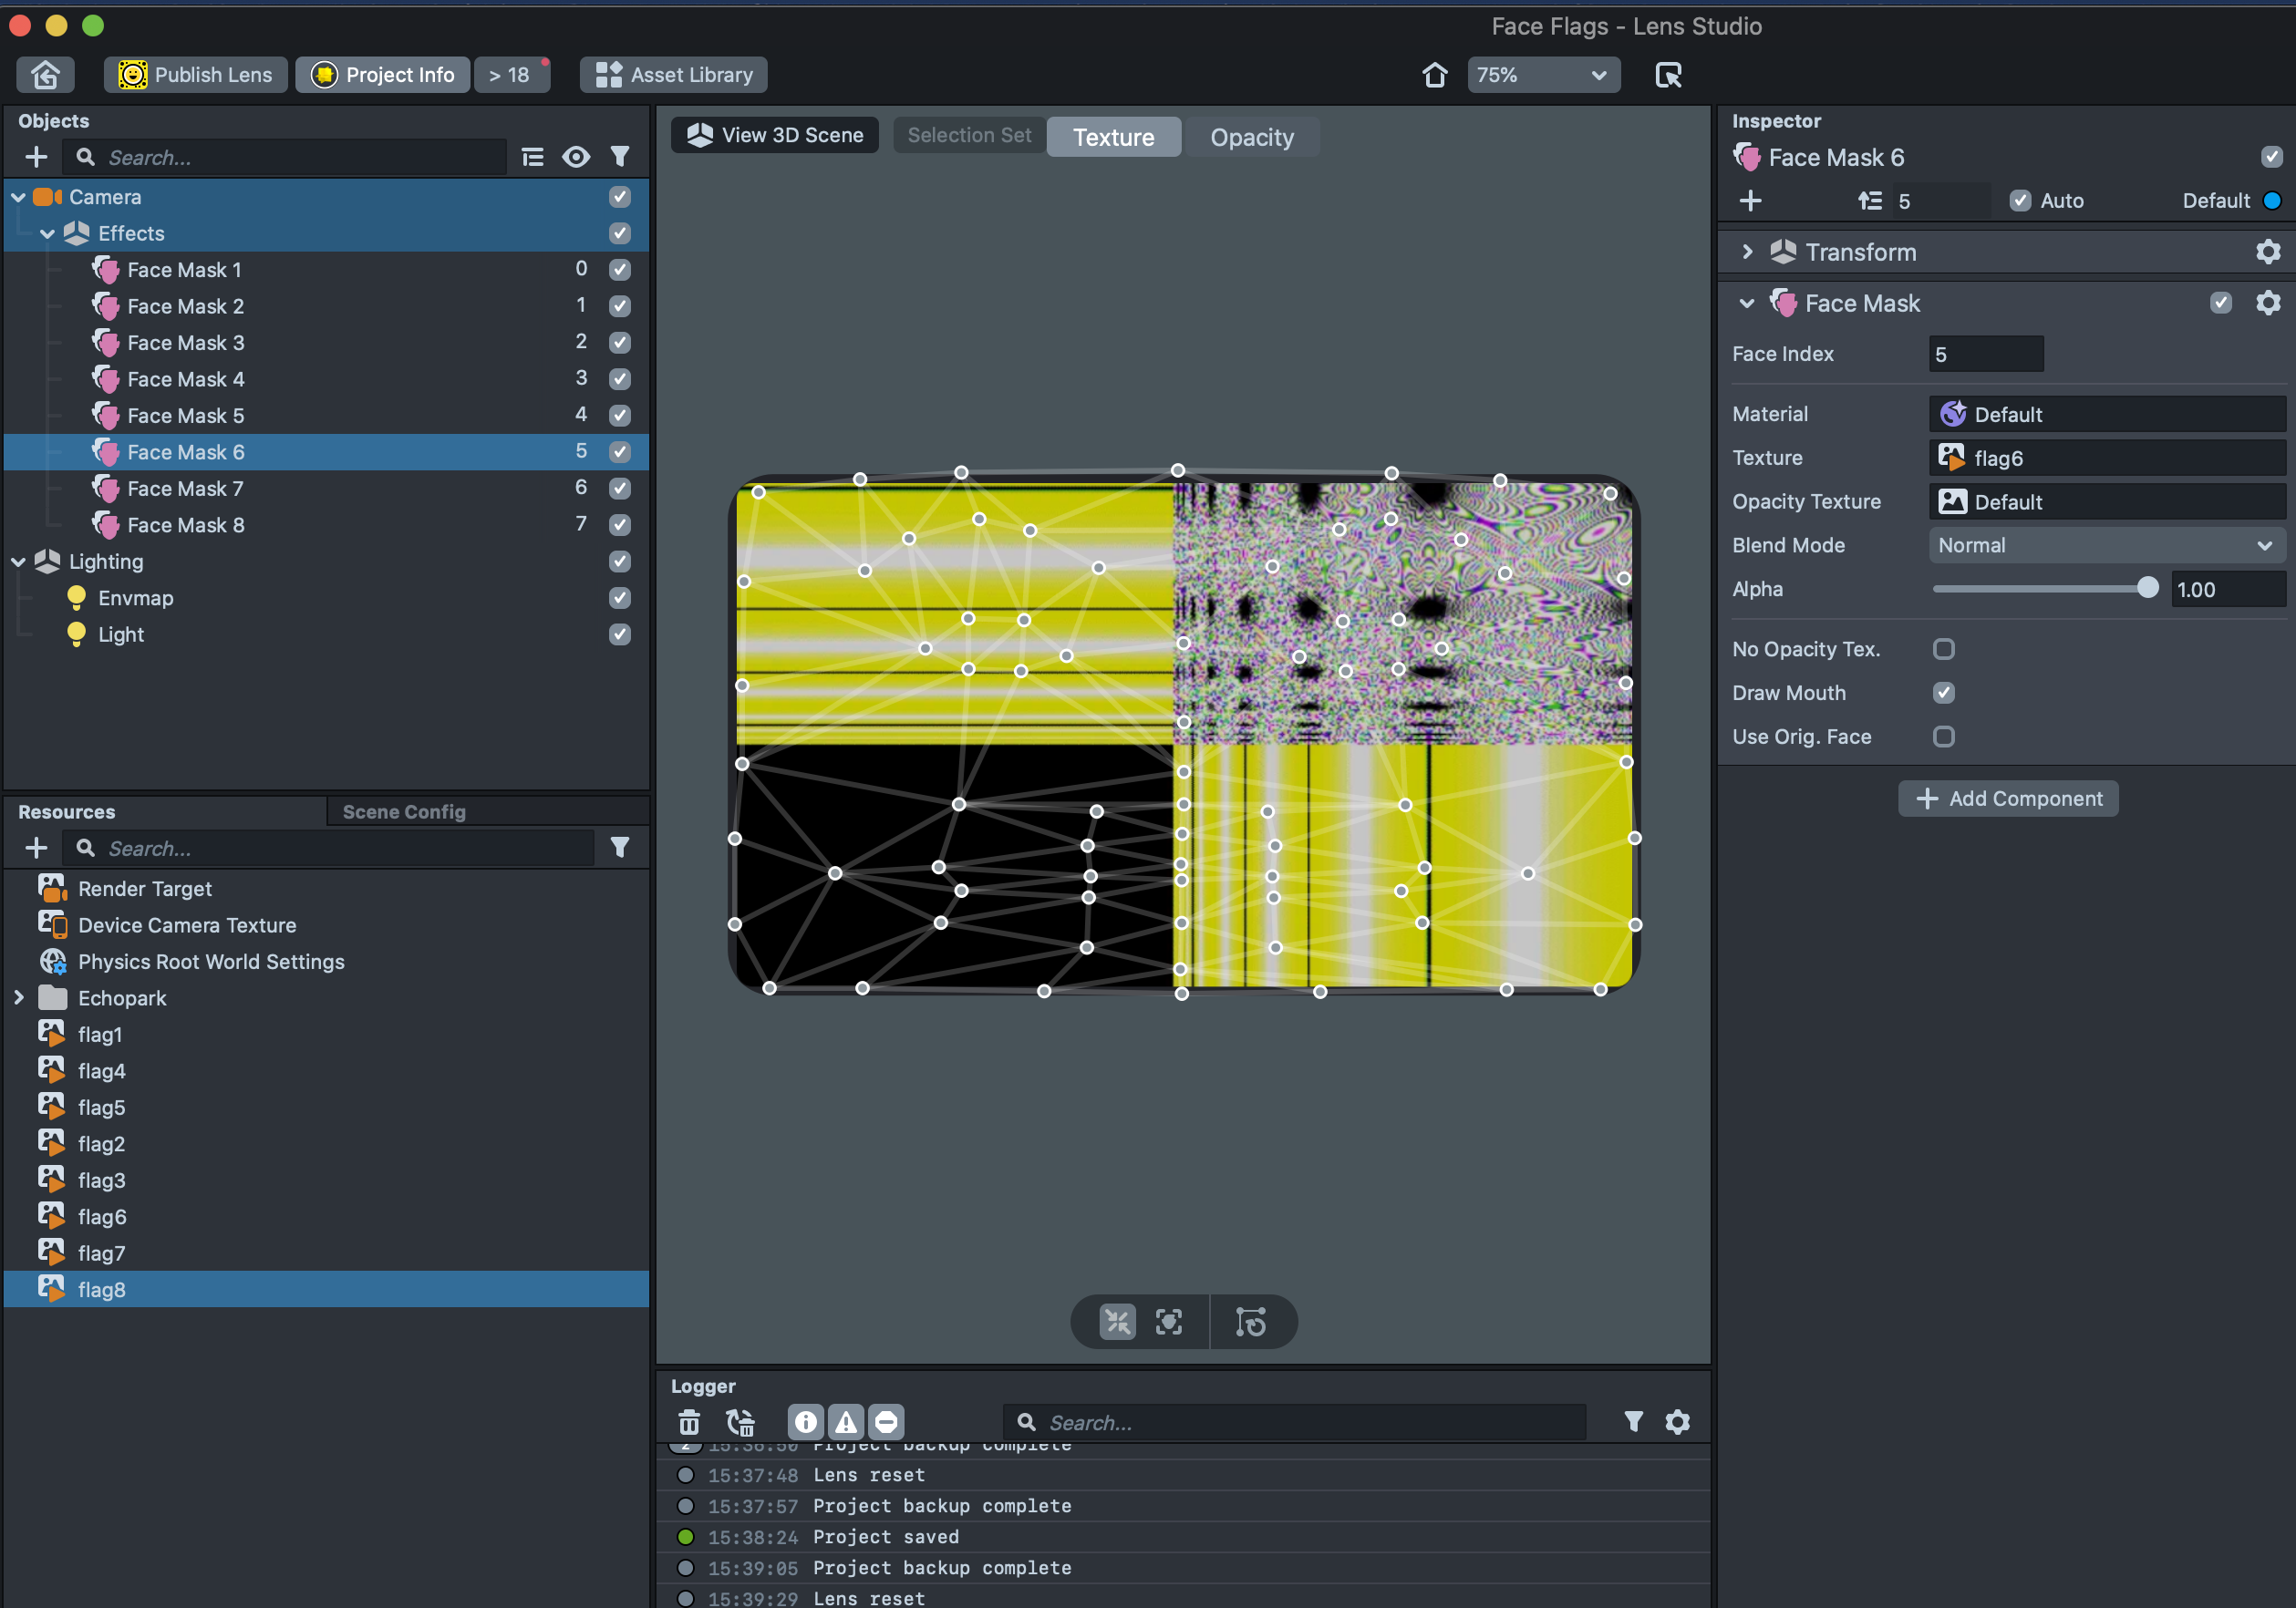 Face Flags - Lens Studio
Publish Lens
Project Info
> 18
Asset Library
75%
Objects
Search...
Camera
Effects
Face Mask 1 0
Face Mask 2 1
Face Mask 3 2
Face Mask 4 3
Face Mask 5 4
Face Mask 6 5
Face Mask 7 6
Face Mask 8 7
Lighting
Envmap
Light
Resources
Scene Config
Search...
Render Target
Device Camera Texture
Physics Root World Settings
Echopark
flag1
flag4
flag5
flag2
flag3
flag6
flag7
flag8
View 3D Scene
Selection Set
Texture
Opacity
Logger
Search...
2 15:36:50 Project backup complete
15:37:48 Lens reset
15:37:57 Project backup complete
15:38:24 Project saved
15:39:05 Project backup complete
15:39:29 Lens reset
Inspector
Face Mask 6
5
Auto
Default
Transform
Face Mask
Face Index 5
Material Default
Texture flag6
Opacity Texture Default
Blend Mode Normal
Alpha 1.00
No Opacity Tex.
Draw Mouth
Use Orig. Face
Add Component